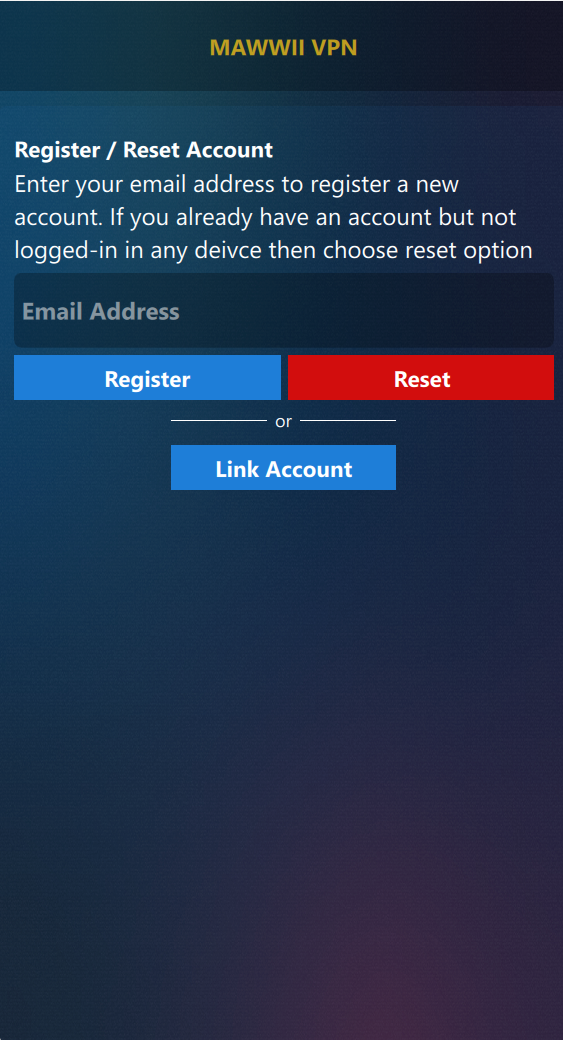 MAWWII VPN
Register / Reset Account
Enter your email address to register a new
account. If you already have an account but not
logged-in in any deivce then choose reset option
Email Address
Register Reset
or
Link Account